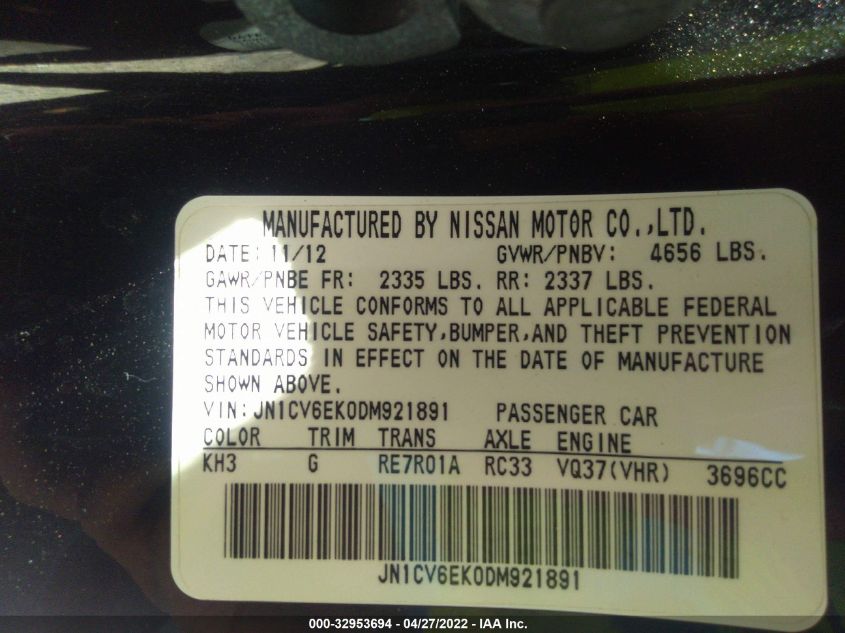 MANUFACTURED BY NISSAN MOTOR CO.,LTD.
DATE: 11/12 GVWR/PNBV: 4656 LBS.
GAWR/PNBE FR: 2335 LBS. RR: 2337 LBS.
THIS VEHICLE CONFORMS TO ALL APPLICABLE FEDERAL
MOTOR VEHICLE SAFETY,BUMPER,AND THEFT PREVENTION
STANDARDS IN EFFECT ON THE DATE OF MANUFACTURE
SHOWN ABOVE.
VIN:JN1CV6EK0DM921891 PASSENGER CAR
COLOR TRIM TRANS AXLE ENGINE
KH3 G RE7R01A RC33 VQ37(VHR) 3696CC
JN1CV6EK0DM921891
000-32953694 - 04/27/2022 - IAA Inc.